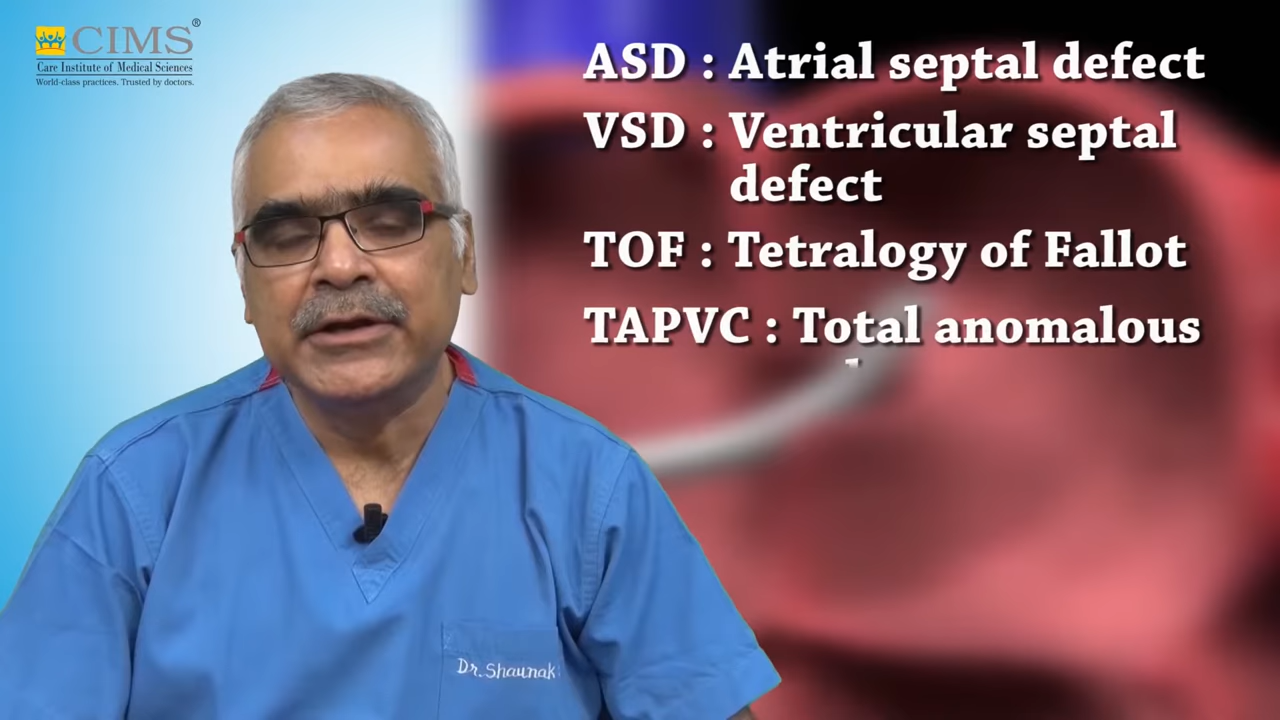 CIMS®
Care Institute of Medical Sciences
World-class practices. Trusted by doctors.
ASD : Atrial septal defect
VSD : Ventricular septal
defect
TOF : Tetralogy of Fallot
TAPVC : Total anomalous
Dr. Shaunak